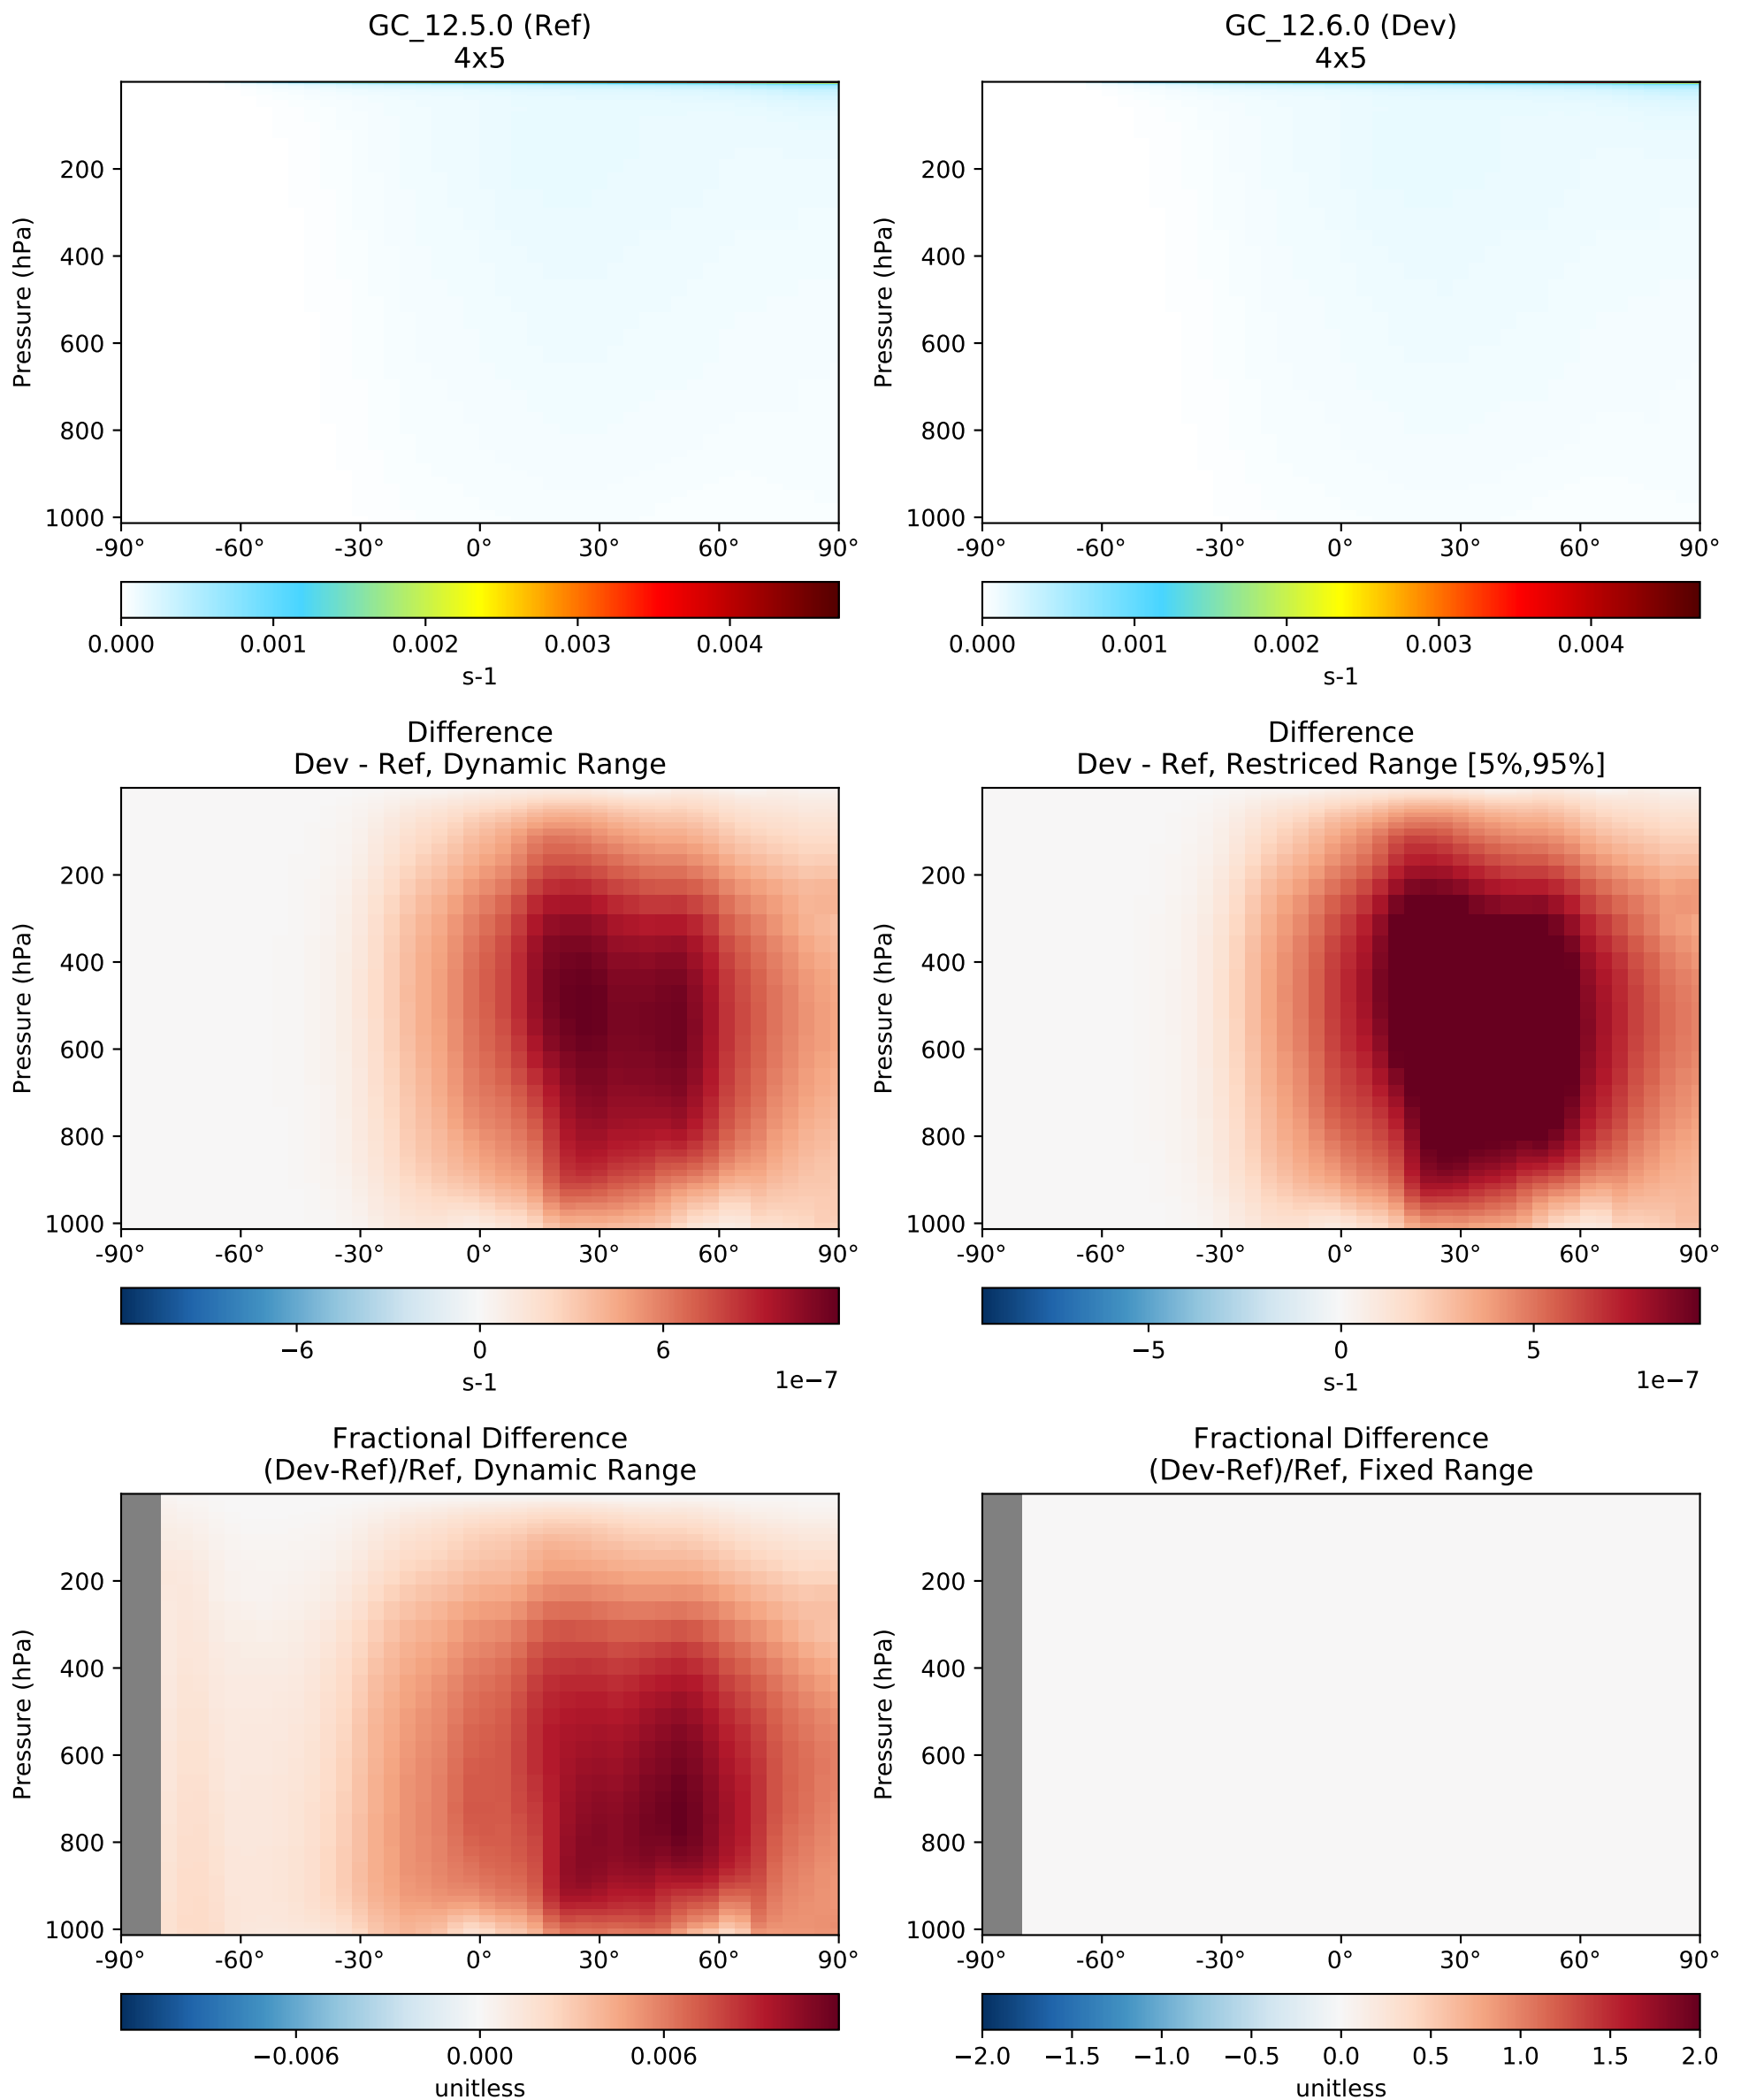 GC_12.5.0 (Ref)
4x5
Pressure (hPa)
200
400
600
800
1000
-90° -60° -30° 0° 30° 60° 90°
0.000 0.001 0.002 0.003 0.004
s-1
GC_12.6.0 (Dev)
4x5
Pressure (hPa)
200
400
600
800
1000
-90° -60° -30° 0° 30° 60° 90°
0.000 0.001 0.002 0.003 0.004
s-1
Difference
Dev - Ref, Dynamic Range
Pressure (hPa)
200
400
600
800
1000
-90° -60° -30° 0° 30° 60° 90°
−6 0 6
s-1 1e−7
Difference
Dev - Ref, Restriced Range [5%,95%]
Pressure (hPa)
200
400
600
800
1000
-90° -60° -30° 0° 30° 60° 90°
−5 0 5
s-1 1e−7
Fractional Difference
(Dev-Ref)/Ref, Dynamic Range
Pressure (hPa)
200
400
600
800
1000
-90° -60° -30° 0° 30° 60° 90°
−0.006 0.000 0.006
unitless
Fractional Difference
(Dev-Ref)/Ref, Fixed Range
Pressure (hPa)
200
400
600
800
1000
-90° -60° -30° 0° 30° 60° 90°
−2.0 −1.5 −1.0 −0.5 0.0 0.5 1.0 1.5 2.0
unitless